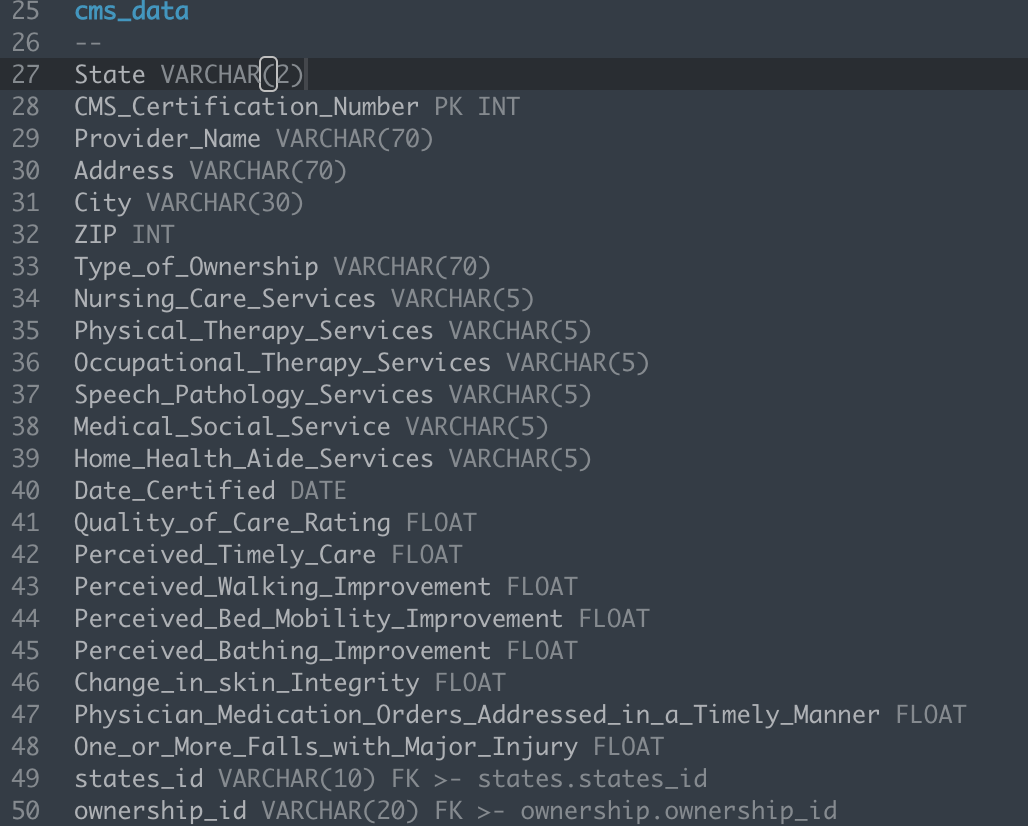 25 cms_data
26 --
27 State VARCHAR(2)
28 CMS_Certification_Number PK INT
29 Provider_Name VARCHAR(70)
30 Address VARCHAR(70)
31 City VARCHAR(30)
32 ZIP INT
33 Type_of_Ownership VARCHAR(70)
34 Nursing_Care_Services VARCHAR(5)
35 Physical_Therapy_Services VARCHAR(5)
36 Occupational_Therapy_Services VARCHAR(5)
37 Speech_Pathology_Services VARCHAR(5)
38 Medical_Social_Service VARCHAR(5)
39 Home_Health_Aide_Services VARCHAR(5)
40 Date_Certified DATE
41 Quality_of_Care_Rating FLOAT
42 Perceived_Timely_Care FLOAT
43 Perceived_Walking_Improvement FLOAT
44 Perceived_Bed_Mobility_Improvement FLOAT
45 Perceived_Bathing_Improvement FLOAT
46 Change_in_skin_Integrity FLOAT
47 Physician_Medication_Orders_Addressed_in_a_Timely_Manner FLOAT
48 One_or_More_Falls_with_Major_Injury FLOAT
49 states_id VARCHAR(10) FK >- states.states_id
50 ownership_id VARCHAR(20) FK >- ownership.ownership_id